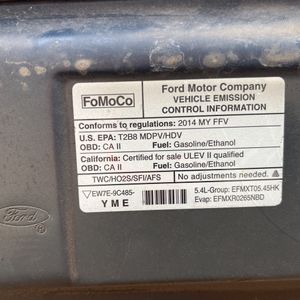 FoMoCo
Ford Motor Company
VEHICLE EMISSION
CONTROL INFORMATION
Conforms to regulations: 2014 MY FFV
U.S. EPA: T2B8 MDPV/HDV
OBD: CA II Fuel: Gasoline/Ethanol
California: Certified for sale ULEV II qualified
OBD: CA II Fuel: Gasoline/Ethanol
TWC/HO2S/SFI/AFS No adjustments needed.
EW7E-9C485-
YME
5.4L-Group: EFMXT05.45HK
Evap: EFMXR0265NBD
Ford